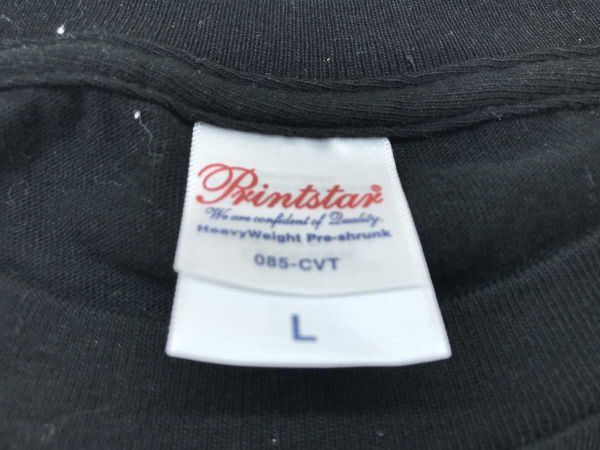 Printstar®
We are confident of Quality.
HeavyWeight Pre-shrunk
085-CVT
L